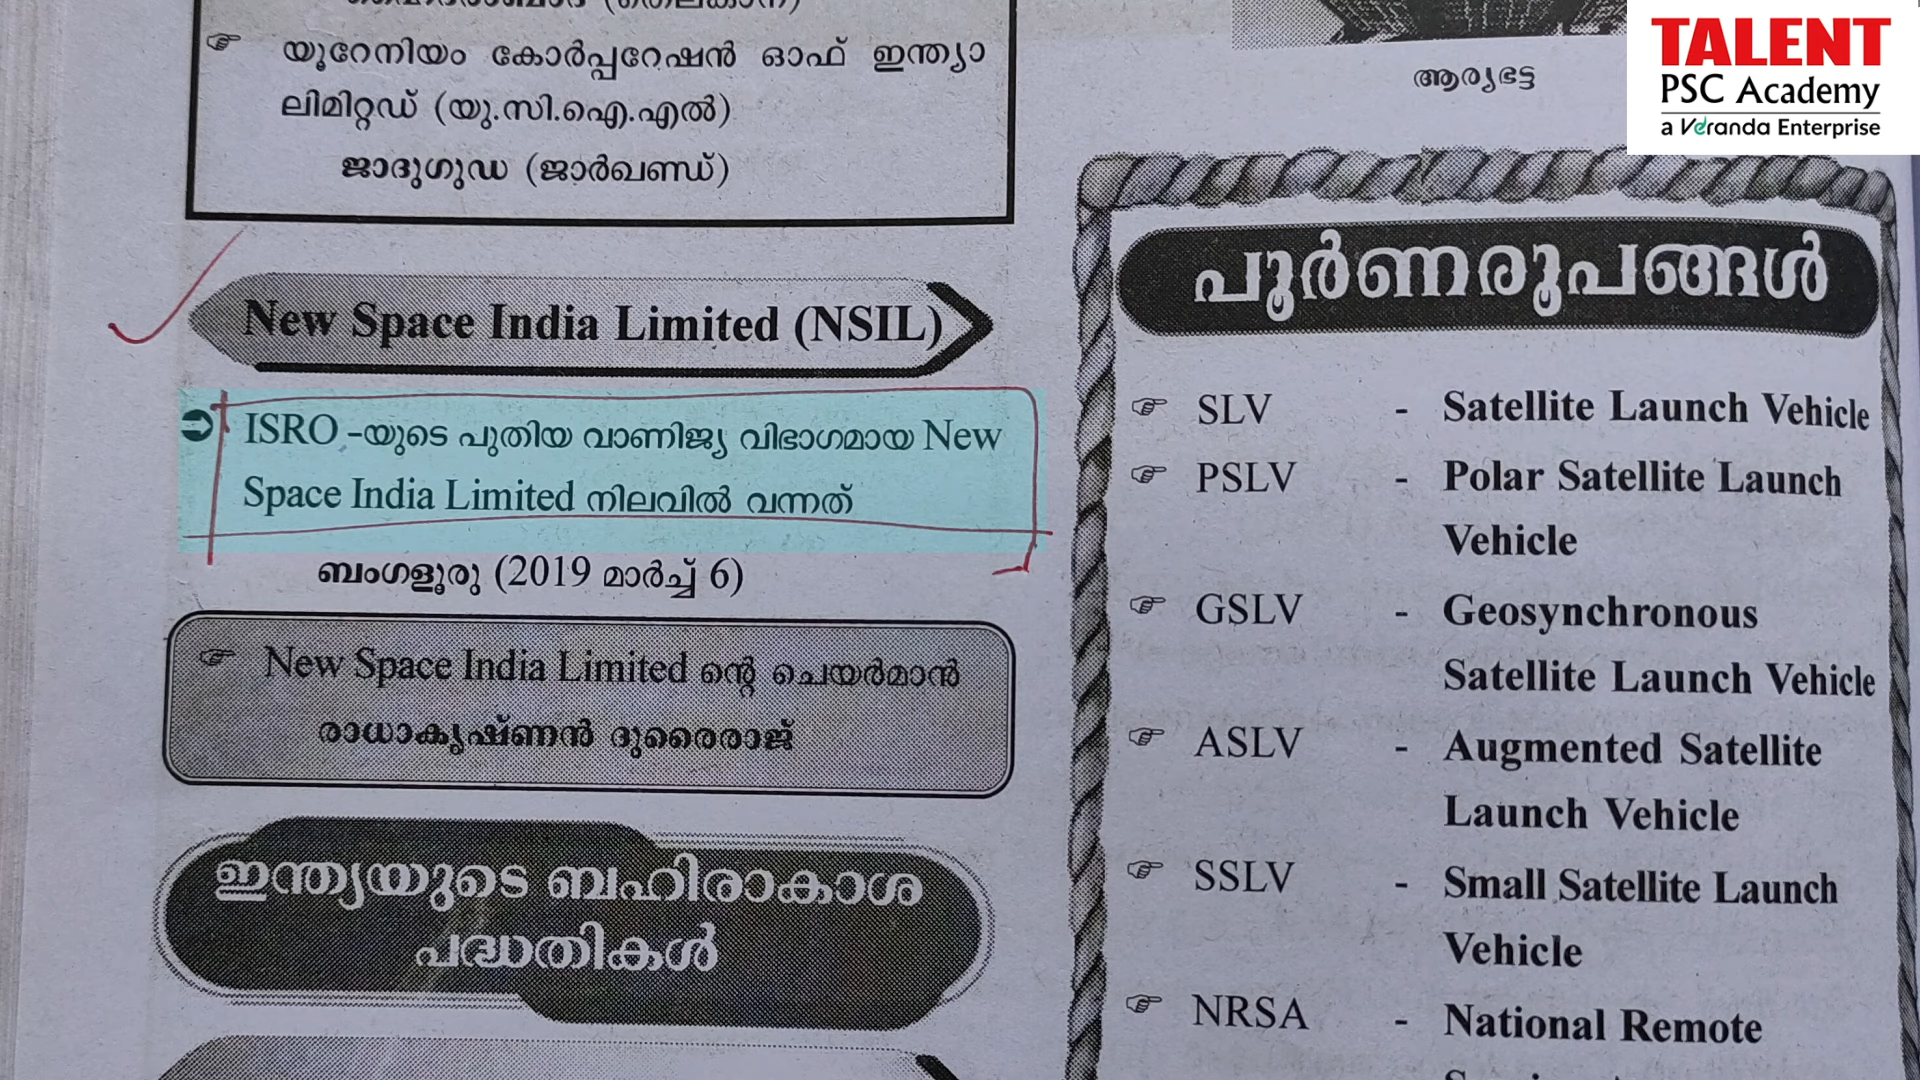 ഹൈദരാബാദ് (തെലങ്കാന)
☞ യൂറേനിയം കോർപ്പറേഷൻ ഓഫ് ഇന്ത്യാ
ലിമിറ്റഡ് (യു.സി.ഐ.എൽ)
ജാദുഗുഡ (ജാർഖണ്ഡ്)
New Space India Limited (NSIL)
➲ ISRO -യുടെ പുതിയ വാണിജ്യ വിഭാഗമായ New
Space India Limited നിലവിൽ വന്നത്
ബംഗളൂരു (2019 മാർച്ച് 6)
☞ New Space India Limited ന്റെ ചെയർമാൻ
രാധാകൃഷ്ണൻ ദുരൈരാജ്
ഇന്ത്യയുടെ ബഹിരാകാശ
പദ്ധതികൾ
ആര്യഭട്ട
TALENT
PSC Academy
a Veranda Enterprise
പൂർണരൂപങ്ങൾ
☞ SLV - Satellite Launch Vehicle
☞ PSLV - Polar Satellite Launch
Vehicle
☞ GSLV - Geosynchronous
Satellite Launch Vehicle
☞ ASLV - Augmented Satellite
Launch Vehicle
☞ SSLV - Small Satellite Launch
Vehicle
☞ NRSA - National Remote